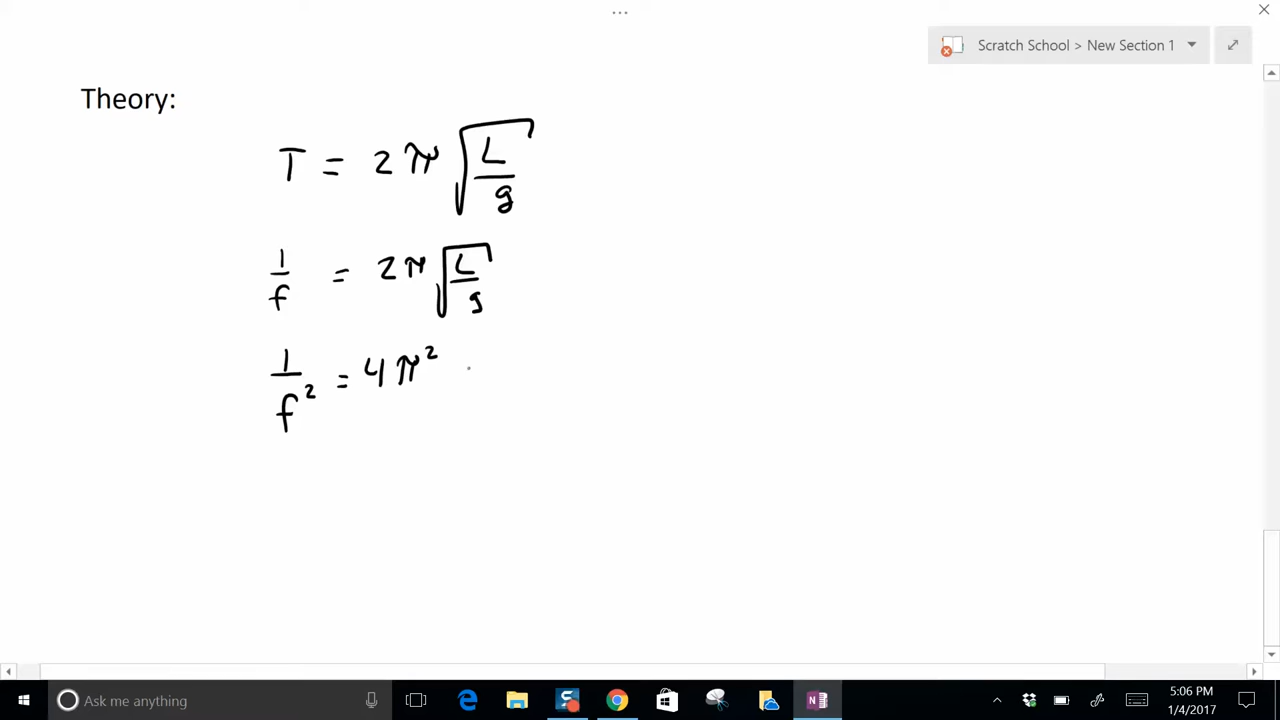 ...
Scratch School > New Section 1
Theory:
T = 2π √(L/g)
1/f = 2π √(L/g)
1/f² = 4π²
Ask me anything
5:06 PM
1/4/2017